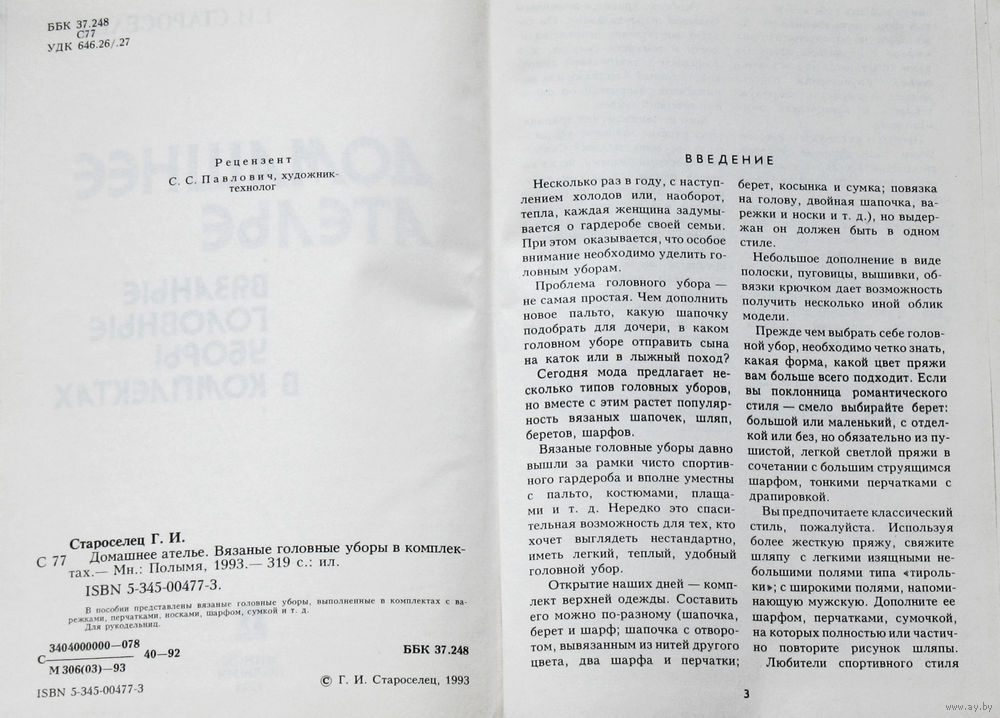 ББК 37.248
С77
УДК 646.26/.27
Рецензент
С. С. Павлович, художник-
технолог
Староселец Г. И.
С 77 Домашнее ателье. Вязаные головные уборы в комплек-
тах.— Мн.: Полымя, 1993.— 319 с.: ил.
ISBN 5-345-00477-3.
В пособии представлены вязаные головные уборы, выполненные в комплектах с ва-
режками, перчатками, носками, шарфом, сумкой и т. д.
Для рукодельниц.
С 3404000000—078
М 306(03)—93
40—92
ББК 37.248
ISBN 5-345-00477-3
© Г. И. Староселец, 1993
ВВЕДЕНИЕ
Несколько раз в году, с наступ-
лением холодов или, наоборот,
тепла, каждая женщина задумы-
вается о гардеробе своей семьи.
При этом оказывается, что особое
внимание необходимо уделить го-
ловным уборам.
Проблема головного убора —
не самая простая. Чем дополнить
новое пальто, какую шапочку
подобрать для дочери, в каком
головном уборе отправить сына
на каток или в лыжный поход?
Сегодня мода предлагает не-
сколько типов головных уборов,
но вместе с этим растет популяр-
ность вязаных шапочек, шляп,
беретов, шарфов.
Вязаные головные уборы давно
вышли за рамки чисто спортив-
ного гардероба и вполне уместны
с пальто, костюмами, плаща-
ми и т. д. Нередко это спаси-
тельная возможность для тех, кто
хочет выглядеть нестандартно,
иметь легкий, теплый, удобный
головной убор.
Открытие наших дней — комп-
лект верхней одежды. Составить
его можно по-разному (шапочка,
берет и шарф; шапочка с отворо-
том, вывязанным из нитей другого
цвета, два шарфа и перчатки;
берет, косынка и сумка; повязка
на голову, двойная шапочка, ва-
режки и носки и т. д.), но выдер-
жан он должен быть в одном
стиле.
Небольшое дополнение в виде
полоски, пуговицы, вышивки, об-
вязки крючком дает возможность
получить несколько иной облик
модели.
Прежде чем выбрать себе голов-
ной убор, необходимо четко знать,
какая форма, какой цвет пряжи
вам больше всего подходит. Если
вы поклонница романтического
стиля — смело выбирайте берет:
большой или маленький, с отдел-
кой или без, но обязательно из пу-
шистой, легкой светлой пряжи в
сочетании с большим струящимся
шарфом, тонкими перчатками с
драпировкой.
Вы предпочитаете классический
стиль, пожалуйста. Используя
более жесткую пряжу, свяжите
шляпу с легкими изящными не-
большими полями типа «тироль-
ки»; с широкими полями, напоми-
нающую мужскую. Дополните ее
шарфом, перчатками, сумочкой,
на которых полностью или частич-
но повторите рисунок шляпы.
Любители спортивного стиля
3
www.ay.by